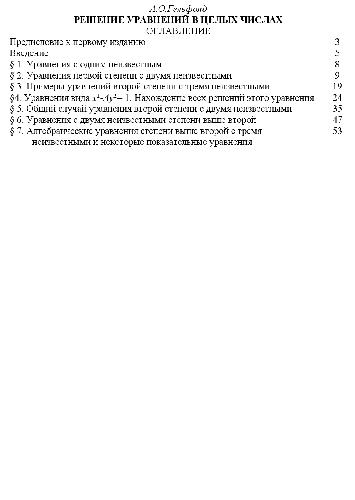 А.О.Гельфонд
РЕШЕНИЕ УРАВНЕНИЙ В ЦЕЛЫХ ЧИСЛАХ
ОГЛАВЛЕНИЕ
Предисловие к первому изданию 3
Введение 5
§ 1. Уравнения с одним неизвестным 8
§ 2. Уравнения первой степени с двумя неизвестными 9
§ 3. Примеры уравнений второй степени с тремя неизвестными 19
§4. Уравнения вида x²-Ay²= 1. Нахождение всех решений этого уравнения 24
§ 5. Общий случай уравнения второй степени с двумя неизвестными 35
§ 6. Уравнения с двумя неизвестными степени выше второй 47
§ 7. Алгебраические уравнения степени выше второй с тремя 53
неизвестными и некоторые показательные уравнения